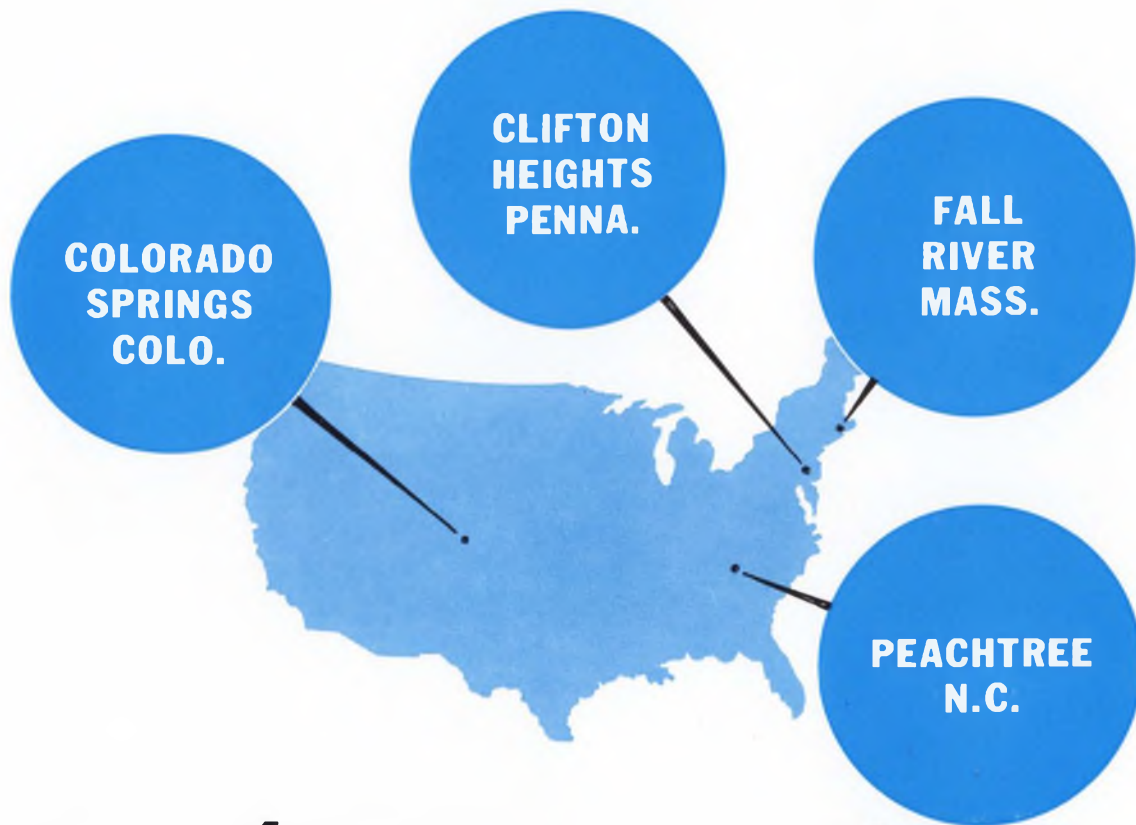 COLORADO
SPRINGS
COLO.
CLIFTON
HEIGHTS
PENNA.
FALL
RIVER
MASS.
PEACHTREE
N.C.